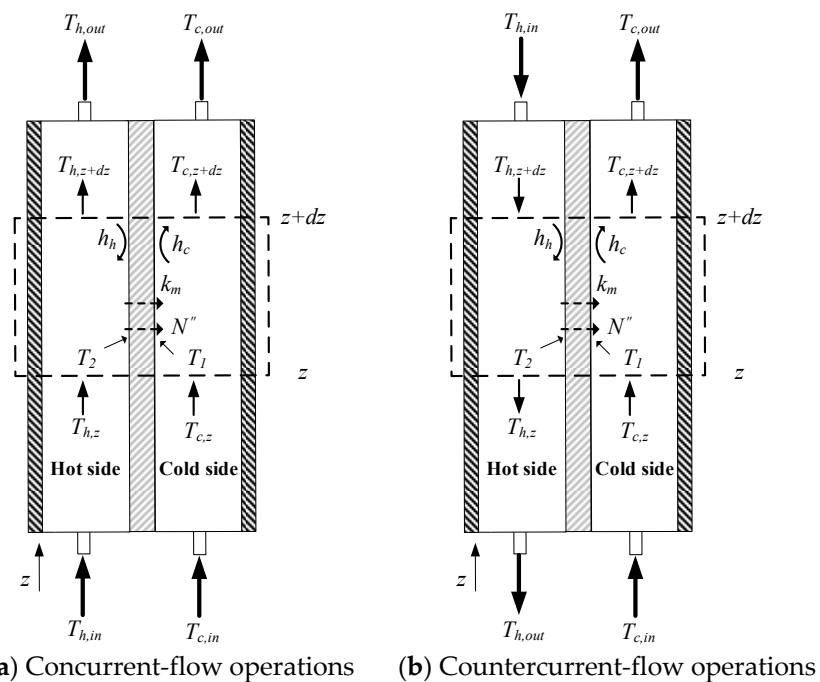 T_{h,out} T_{c,out}
T_{h,z+dz} T_{c,z+dz}
z+dz
h_h h_c
k_m
N″
T_2 T_1
z
T_{h,z} T_{c,z}
Hot side Cold side
z
T_{h,in} T_{c,in}
a) Concurrent-flow operations
T_{h,in} T_{c,out}
T_{h,z+dz} T_{c,z+dz}
z+dz
h_h h_c
k_m
N″
T_2 T_1
z
T_{h,z} T_{c,z}
Hot side Cold side
z
T_{h,out} T_{c,in}
(b) Countercurrent-flow operations